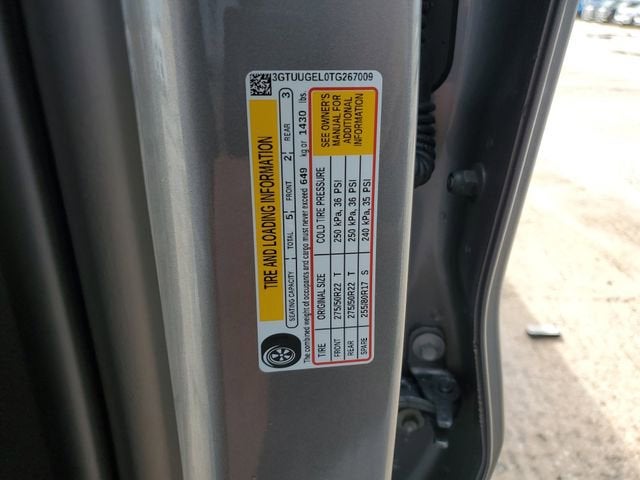 3GTUUGEL0TG267009
TIRE AND LOADING INFORMATION
SEATING CAPACITY TOTAL 5 FRONT 2 REAR 3
The combined weight of occupants and cargo must never exceed 649 kg or 1430 lbs.
TIRE ORIGINAL SIZE COLD TIRE PRESSURE
FRONT 275/50R22 T 250 kPa, 36 PSI
REAR 275/50R22 T 250 kPa, 36 PSI
SPARE 255/80R17 S 240 kPa, 35 PSI
SEE OWNER'S
MANUAL FOR
ADDITIONAL
INFORMATION